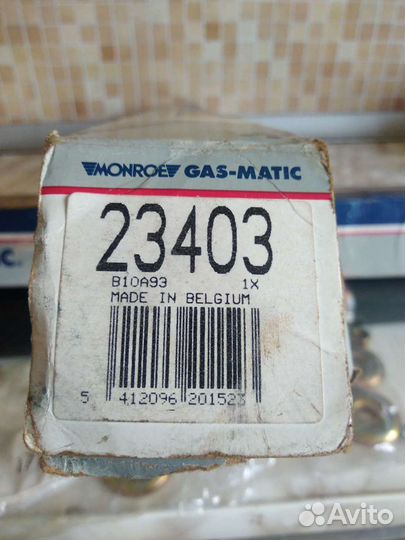 MONROE GAS-MATIC
23403
B10A93 1X
MADE IN BELGIUM
5 412096 201523
C.
Avito